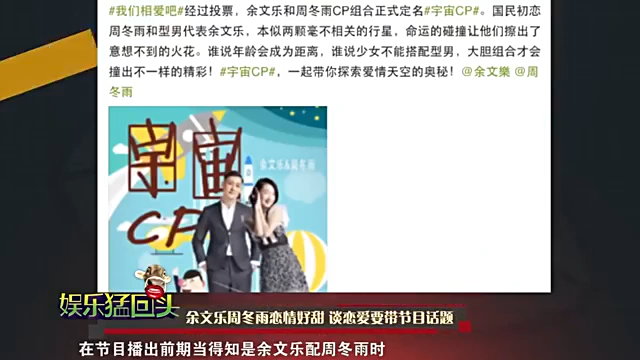 #我们相爱吧#经过投票，余文乐和周冬雨CP组合正式定名#宇宙CP#。国民初恋
周冬雨和型男代表余文乐，本似两颗毫不相关的行星，命运的碰撞让他们擦出了
意想不到的火花。谁说年龄会成为距离，谁说少女不能搭配型男，大胆组合才会
撞出不一样的精彩！#宇宙CP#，一起带你探索爱情天空的奥秘！@余文樂 @周
冬雨
宇宙
余文乐&周冬雨
CP
娱乐猛回头
余文乐周冬雨恋情好甜 谈恋爱要带节目话题
在节目播出前期当得知是余文乐配周冬雨时